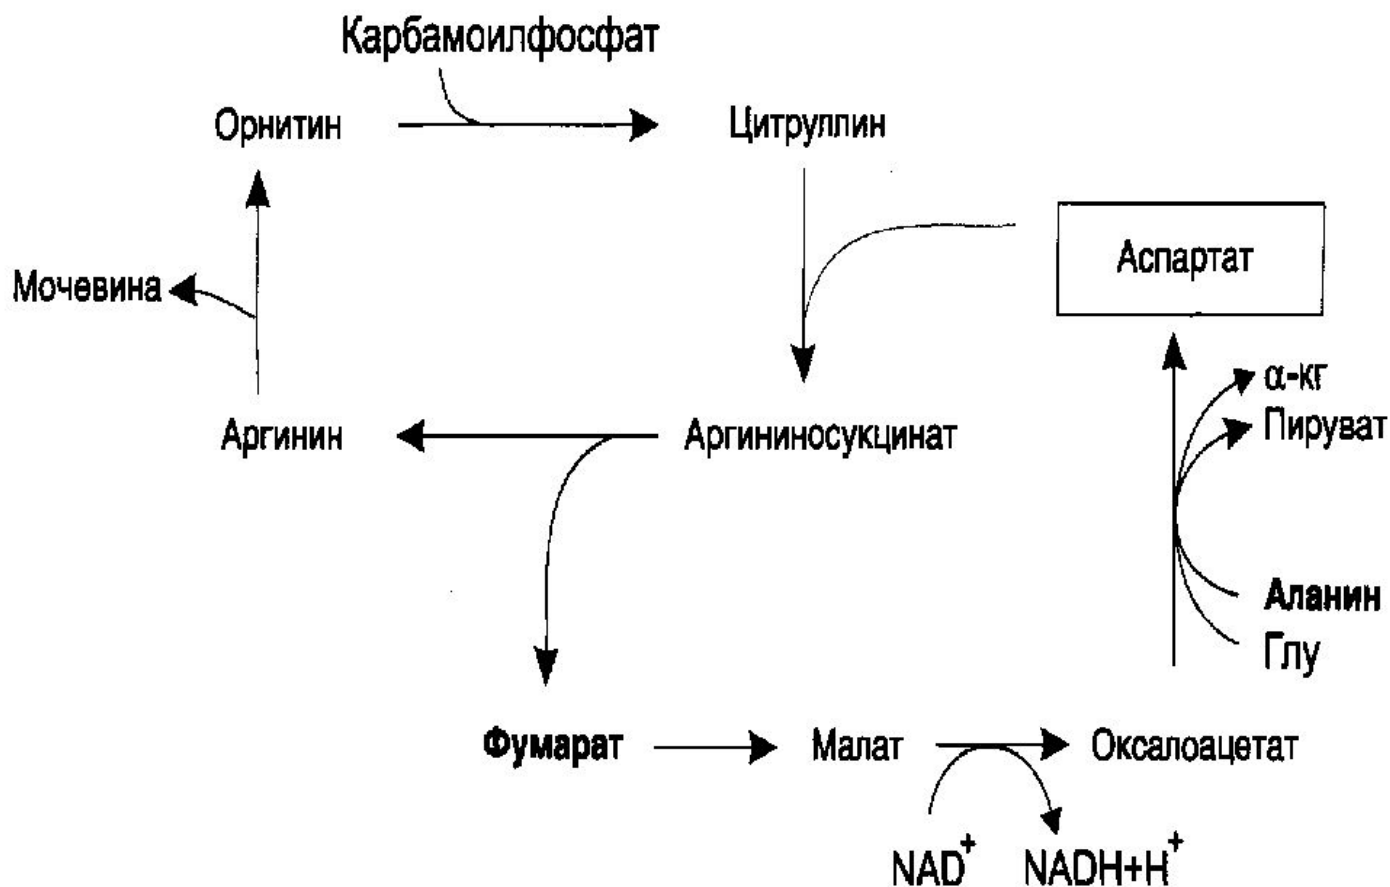 Карбамоилфосфат
Орнитин
Цитруллин
Аспартат
Мочевина
α-кг
Пируват
Аргинин
Аргининосукцинат
Аланин
Глу
Фумарат
Малат
Оксалоацетат
NAD+
NADH+H+